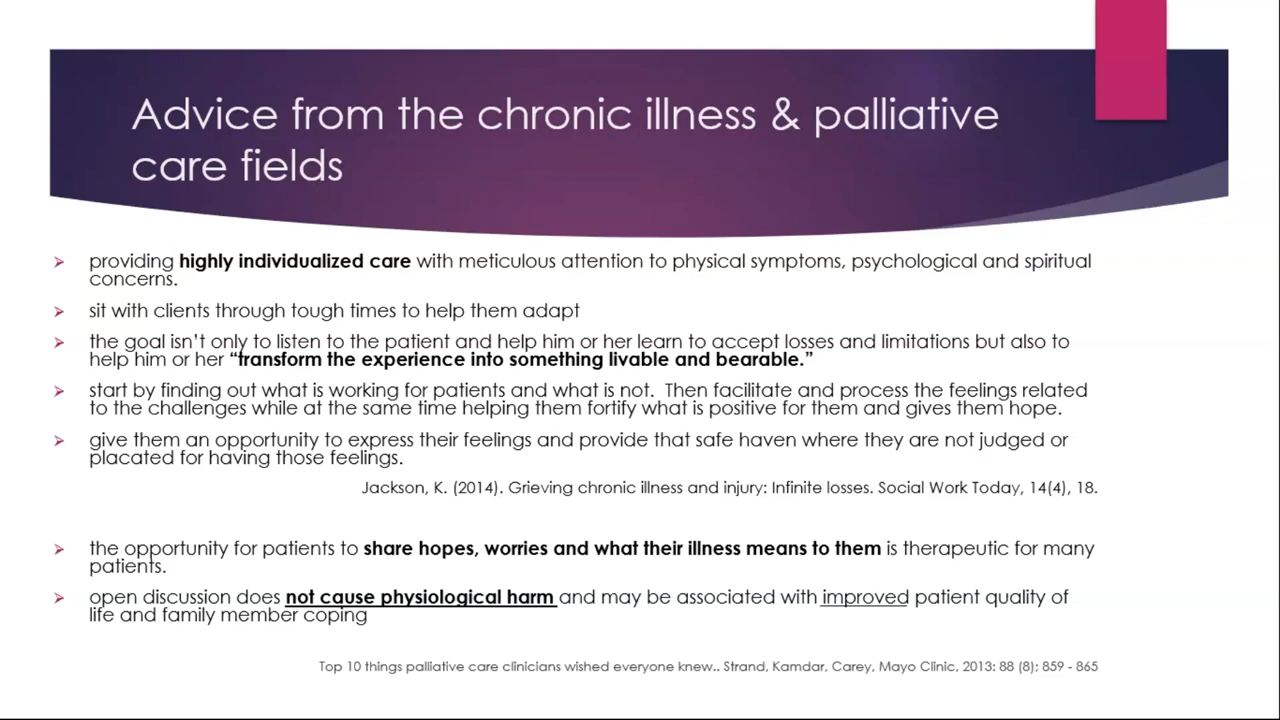 Advice from the chronic illness & palliative
care fields
providing highly individualized care with meticulous attention to physical symptoms, psychological and spiritual
concerns.
sit with clients through tough times to help them adapt
the goal isn't only to listen to the patient and help him or her learn to accept losses and limitations but also to
help him or her “transform the experience into something livable and bearable.”
start by finding out what is working for patients and what is not.  Then facilitate and process the feelings related
to the challenges while at the same time helping them fortify what is positive for them and gives them hope.
give them an opportunity to express their feelings and provide that safe haven where they are not judged or
placated for having those feelings.
Jackson, K. (2014). Grieving chronic illness and injury: Infinite losses. Social Work Today, 14(4), 18.
the opportunity for patients to share hopes, worries and what their illness means to them is therapeutic for many
patients.
open discussion does not cause physiological harm and may be associated with improved patient quality of
life and family member coping
Top 10 things palliative care clinicians wished everyone knew.. Strand, Kamdar, Carey, Mayo Clinic, 2013: 88 (8); 859 - 865